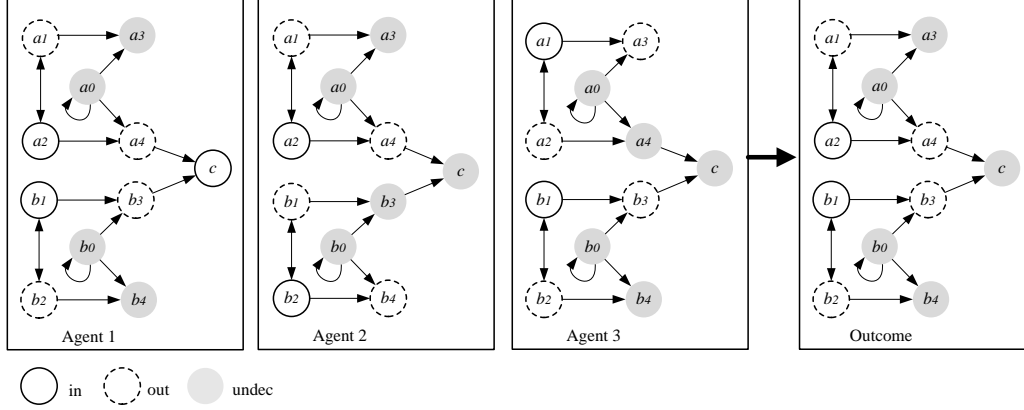 a1 a3 a1 a3 a1 a3 a1 a3
a0 a0 a0 a0
a2 a4 a2 a4 a2 a4 a2 a4
c c c c
b1 b3 b1 b3 b1 b3 b1 b3
b0 b0 b0 b0
b2 b4 b2 b4 b2 b4 b2 b4
Agent 1 Agent 2 Agent 3 Outcome
in out undec